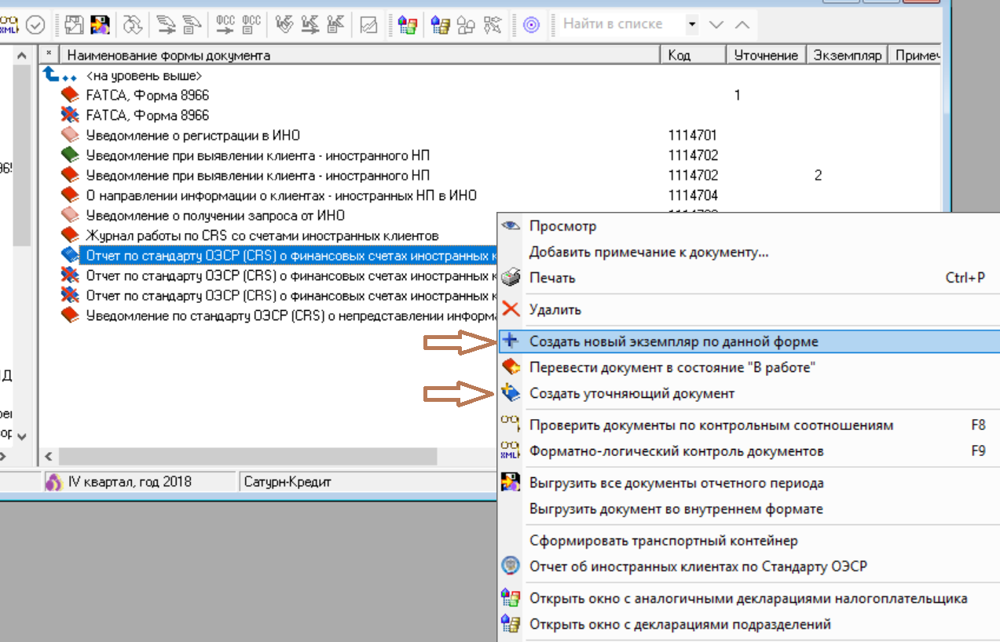 XML
ФСС ФСС
Найти в списке
* Наименование формы документа Код Уточнение Экземпляр Примеч
<на уровень выше>
FATCA, Форма 8966 1
FATCA, Форма 8966
Уведомление о регистрации в ИНО 1114701
Уведомление при выявлении клиента - иностранного НП 1114702
Уведомление при выявлении клиента - иностранного НП 1114702 2
О направлении информации о клиентах - иностранных НП в ИНО 1114704
Уведомление о получении запроса от ИНО
Журнал работы по CRS со счетами иностранных клиентов
Отчет по стандарту ОЭСР (CRS) о финансовых счетах иностранных к
Отчет по стандарту ОЭСР (CRS) о финансовых счетах иностранных к
Отчет по стандарту ОЭСР (CRS) о финансовых счетах иностранных к
Уведомление по стандарту ОЭСР (CRS) о непредставлении информа
IV квартал, год 2018 Сатурн-Кредит
Просмотр
Добавить примечание к документу...
Печать Ctrl+P
Удалить
Создать новый экземпляр по данной форме
Перевести документ в состояние "В работе"
Создать уточняющий документ
Проверить документы по контрольным соотношениям F8
XML Форматно-логический контроль документов F9
Выгрузить все документы отчетного периода
Выгрузить документ во внутреннем формате
Сформировать транспортный контейнер
Отчет об иностранных клиентах по Стандарту ОЭСР
Открыть окно с аналогичными декларациями налогоплательщика
Открыть окно с декларациями подразделений